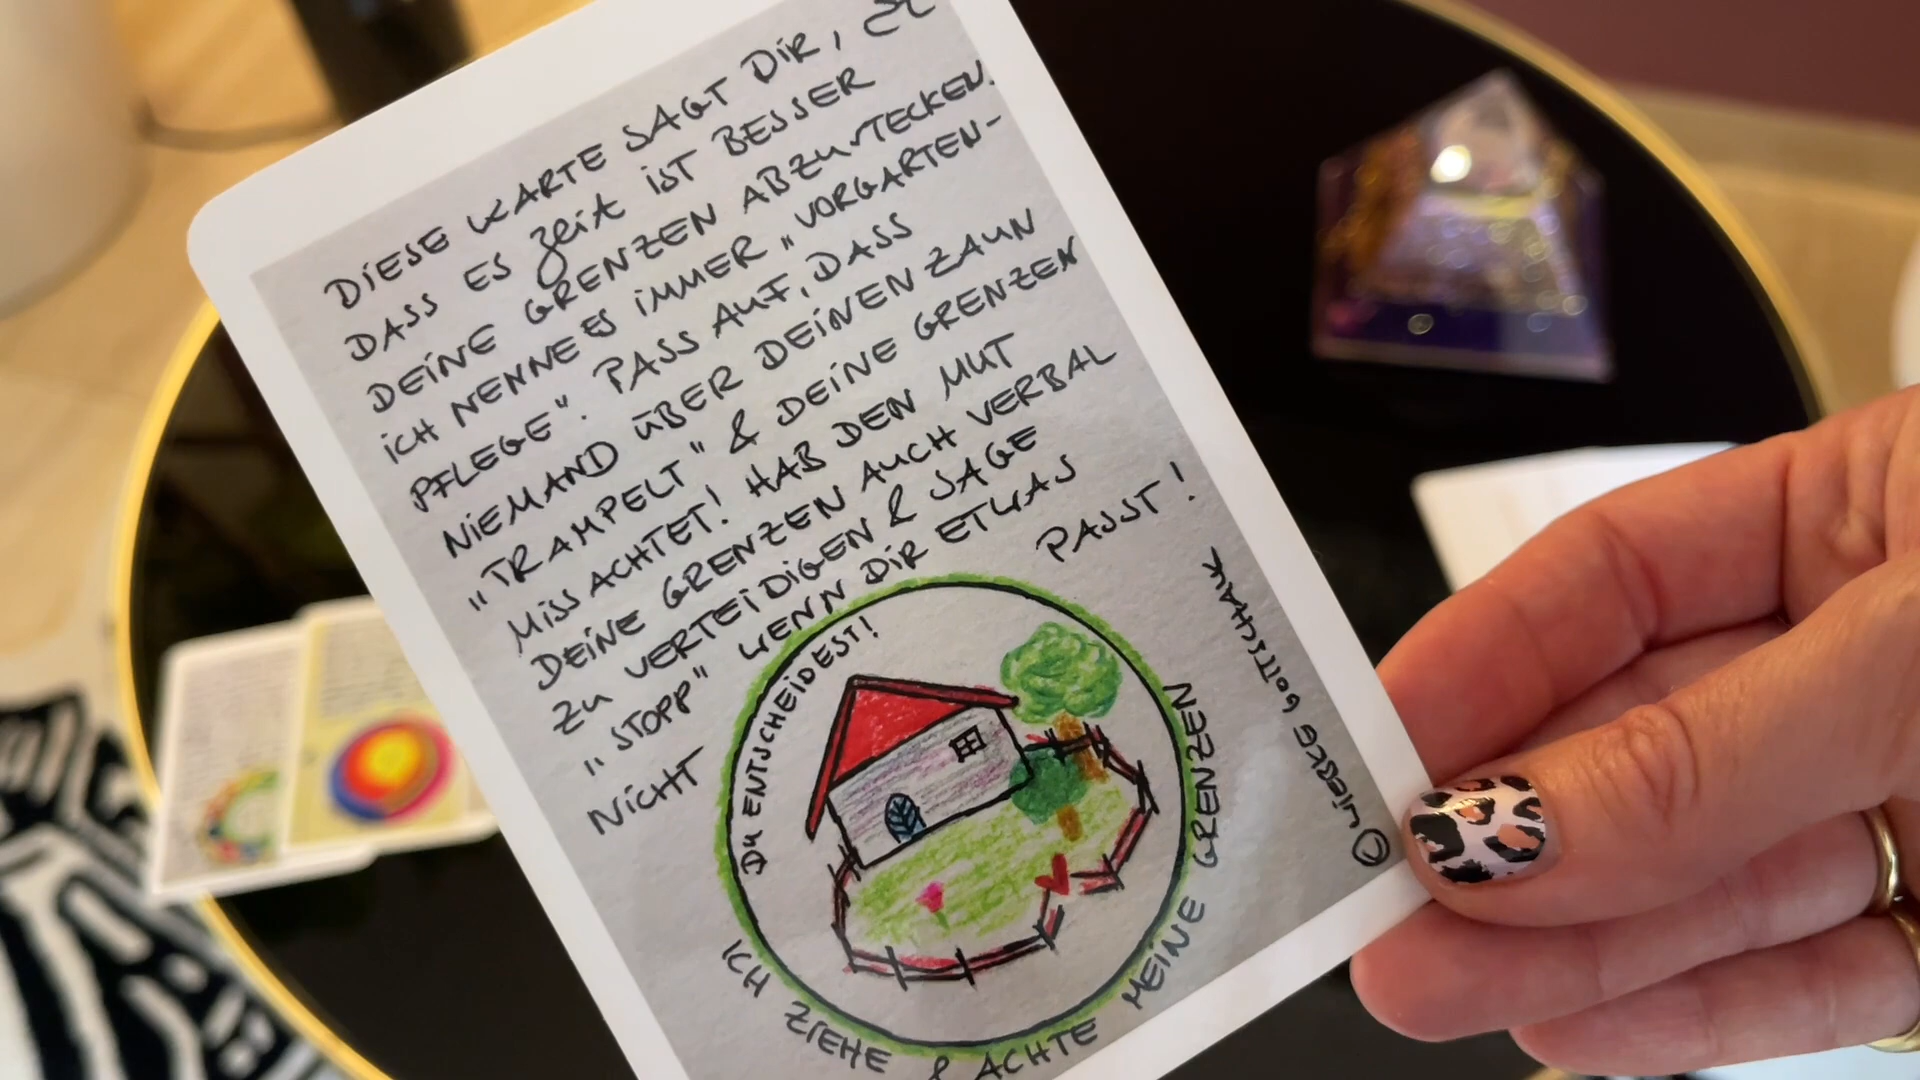 DIESE KARTE SAGT DIR,
DASS ES Zeit IST BESSER
DEINE GRENZEN ABZUSTECKEN.
ICH NENNE ES IMMER „VORGARTEN-
PFLEGE". PASS AUF, DASS
NIEMAND ÜBER DEINEN ZAUN
„TRAMPELT" & DEINE GRENZEN
MISSACHTET! HAB DEN MUT
DEINE GRENZEN AUCH VERBAL
ZU VERTEIDIGEN & SAGE
„STOPP" WENN DIR ETWAS
NICHT PASST!
DU ENTSCHEIDEST!
ICH ZIEHE & ACHTE MEINE GRENZEN
© WIEBKE GOTTSCHALK